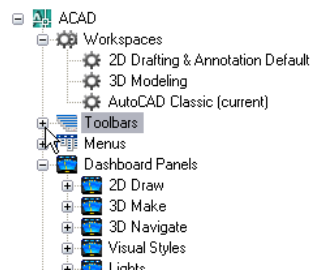 ACAD
Workspaces
2D Drafting & Annotation Default
3D Modeling
AutoCAD Classic (current)
Toolbars
Menus
Dashboard Panels
2D Draw
3D Make
3D Navigate
Visual Styles
Lights